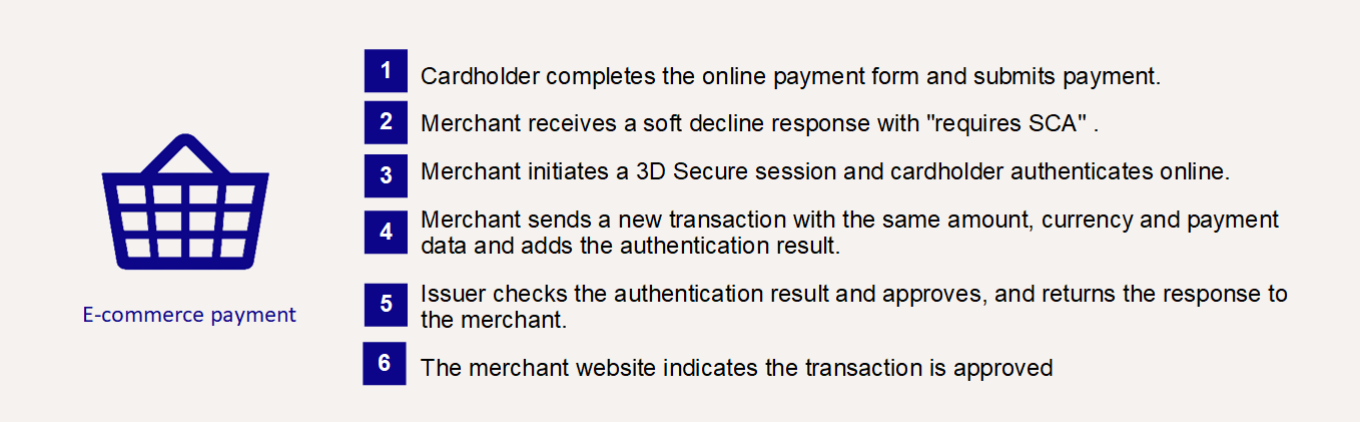 1
Cardholder completes the online payment form and submits payment.
2
Merchant receives a soft decline response with "requires SCA" .
3
Merchant initiates a 3D Secure session and cardholder authenticates online.
4
Merchant sends a new transaction with the same amount, currency and payment
data and adds the authentication result.
5
Issuer checks the authentication result and approves, and returns the response to
the merchant.
6
The merchant website indicates the transaction is approved
E-commerce payment